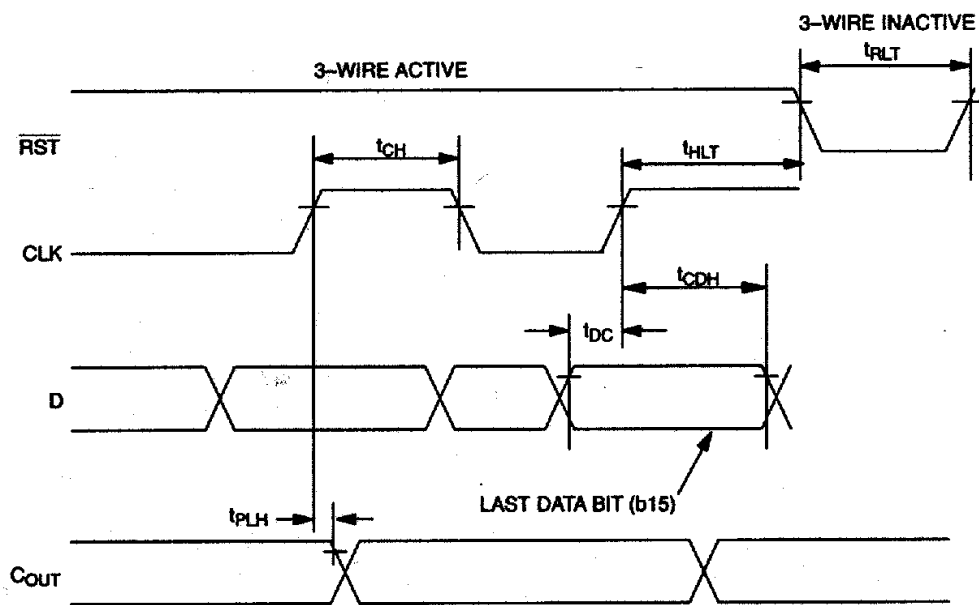 3–WIRE INACTIVE
tRLT
3–WIRE ACTIVE
RST
tCH
tHLT
CLK
tCDH
tDC
D
LAST DATA BIT (b15)
tPLH
COUT